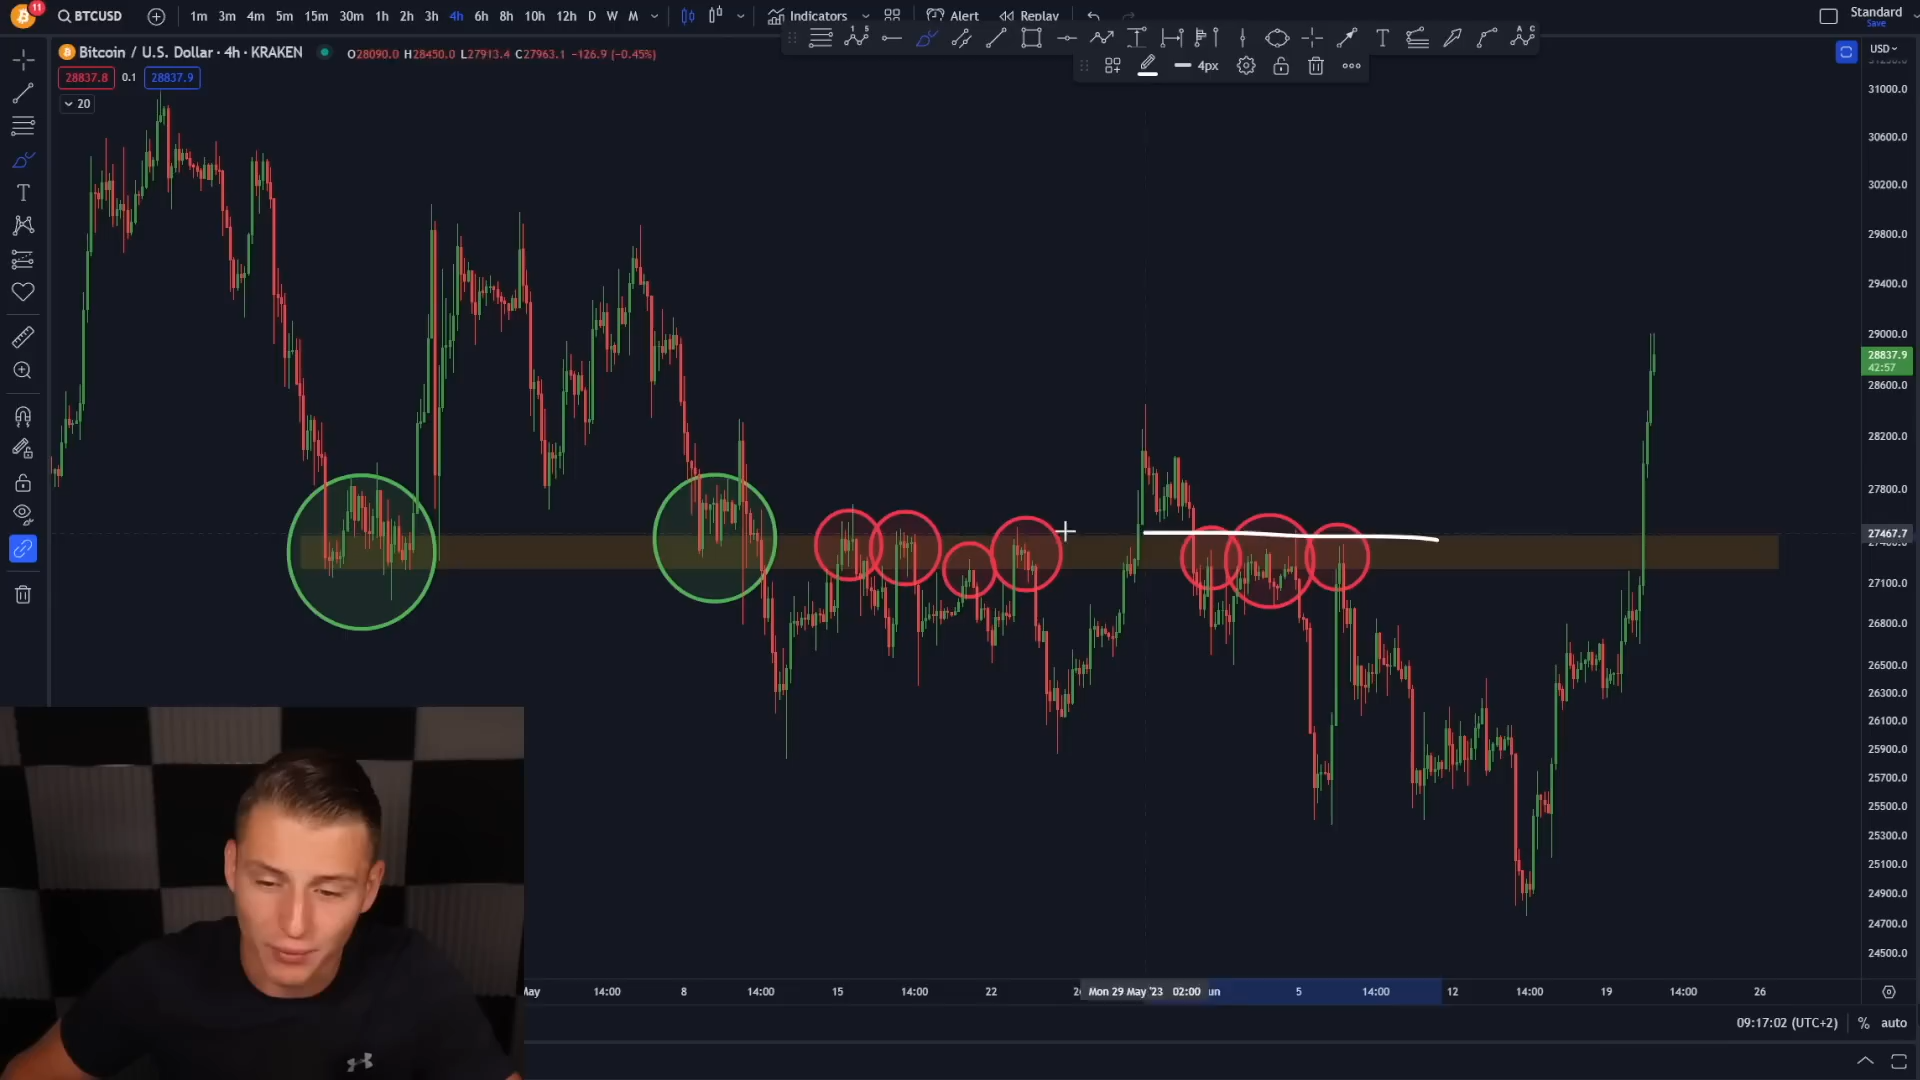 11
BTCUSD
1m 3m 4m 5m 15m 30m 1h 2h 3h 4h 6h 8h 10h 12h D W M
Indicators
Alert
Replay
Standard
Save
Bitcoin / U.S. Dollar · 4h · KRAKEN
O28090.0 H28450.0 L27913.4 C27963.1 −126.9 (−0.45%)
4px
USD
28837.8 0.1 28837.9
20
31000.0
30600.0
30200.0
29800.0
29400.0
29000.0
28837.9
42:57
28600.0
28200.0
27800.0
27467.7
27100.0
26800.0
26500.0
26300.0
26100.0
25900.0
25700.0
25500.0
25300.0
25100.0
24900.0
24700.0
24500.0
May 14:00 8 14:00 15 14:00 22 Mon 29 May '23 02:00 un 5 14:00 12 14:00 19 14:00 26
09:17:02 (UTC+2) % auto